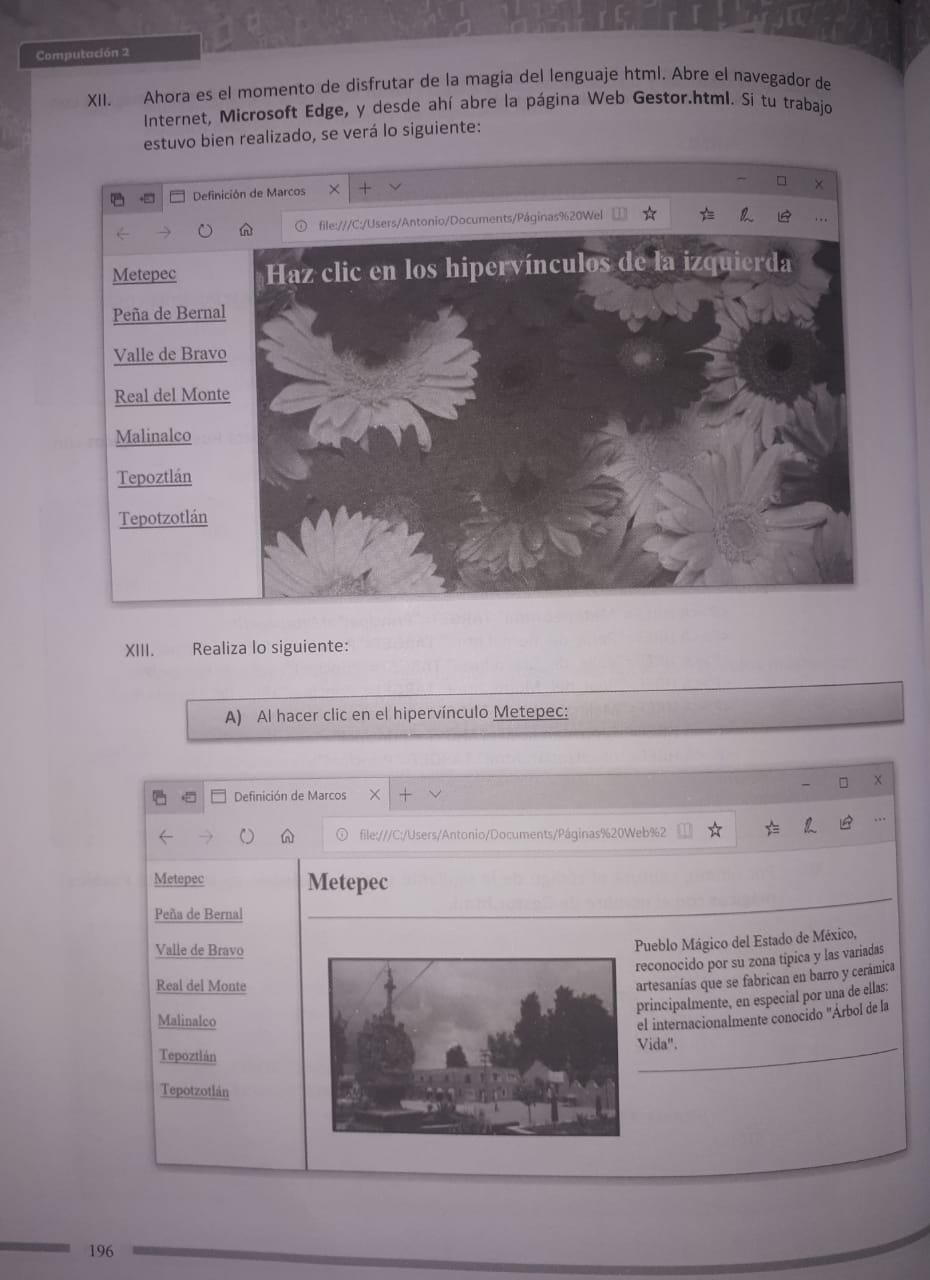 Computación 2
XII. Ahora es el momento de disfrutar de la magia del lenguaje html. Abre el navegador de
Internet, Microsoft Edge, y desde ahí abre la página Web Gestor.html. Si tu trabajo
estuvo bien realizado, se verá lo siguiente:
Definición de Marcos
file:///C:/Users/Antonio/Documents/Páginas%20Wel
Metepec
Peña de Bernal
Valle de Bravo
Real del Monte
Malinalco
Tepoztlán
Tepotzotlán
Haz clic en los hipervínculos de la izquierda
XIII. Realiza lo siguiente:
A) Al hacer clic en el hipervínculo Metepec:
Definición de Marcos
file:///C:/Users/Antonio/Documents/Páginas%20Web%2
Metepec
Peña de Bernal
Valle de Bravo
Real del Monte
Malinalco
Tepoztlán
Tepotzotlán
Metepec
Pueblo Mágico del Estado de México,
reconocido por su zona típica y las variadas
artesanías que se fabrican en barro y cerámica
principalmente, en especial por una de ellas:
el internacionalmente conocido "Árbol de la
Vida".
196